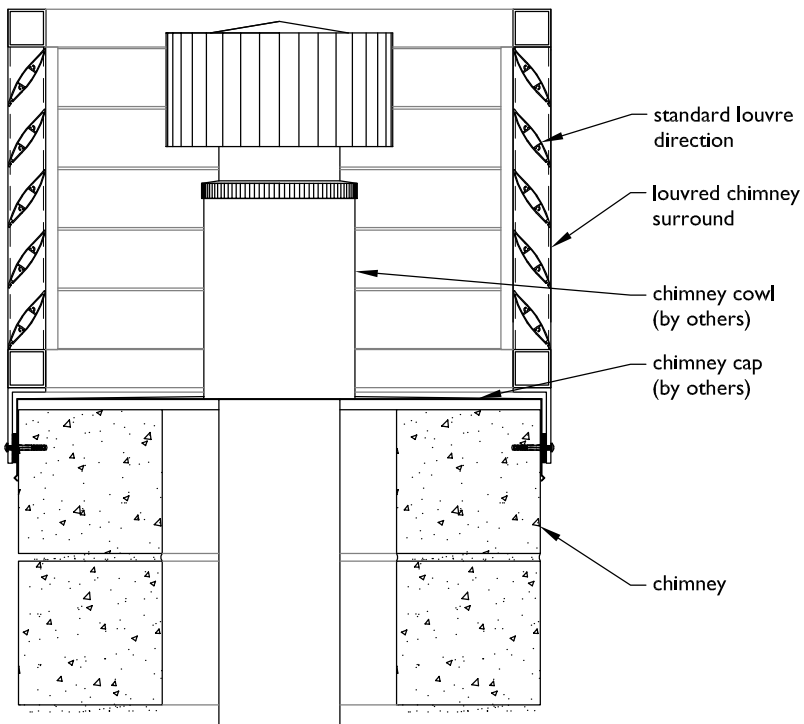 standard louvre
direction
louvred chimney
surround
chimney cowl
(by others)
chimney cap
(by others)
chimney